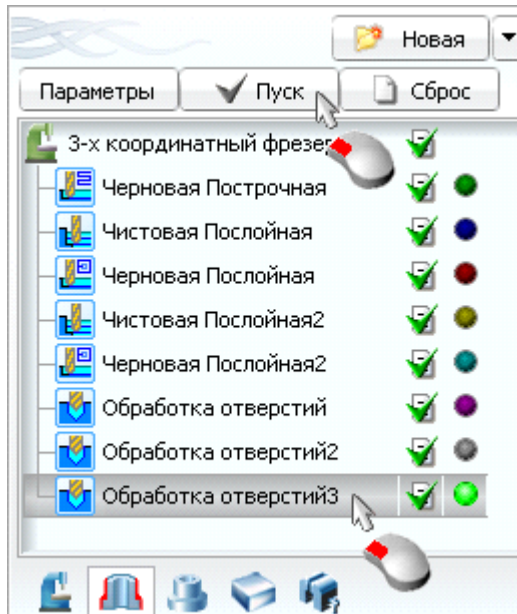 Новая
Параметры Пуск Сброс
3-х координатный фрезер
Черновая Построчная
Чистовая Послойная
Черновая Послойная
Чистовая Послойная2
Черновая Послойная2
Обработка отверстий
Обработка отверстий2
Обработка отверстий3